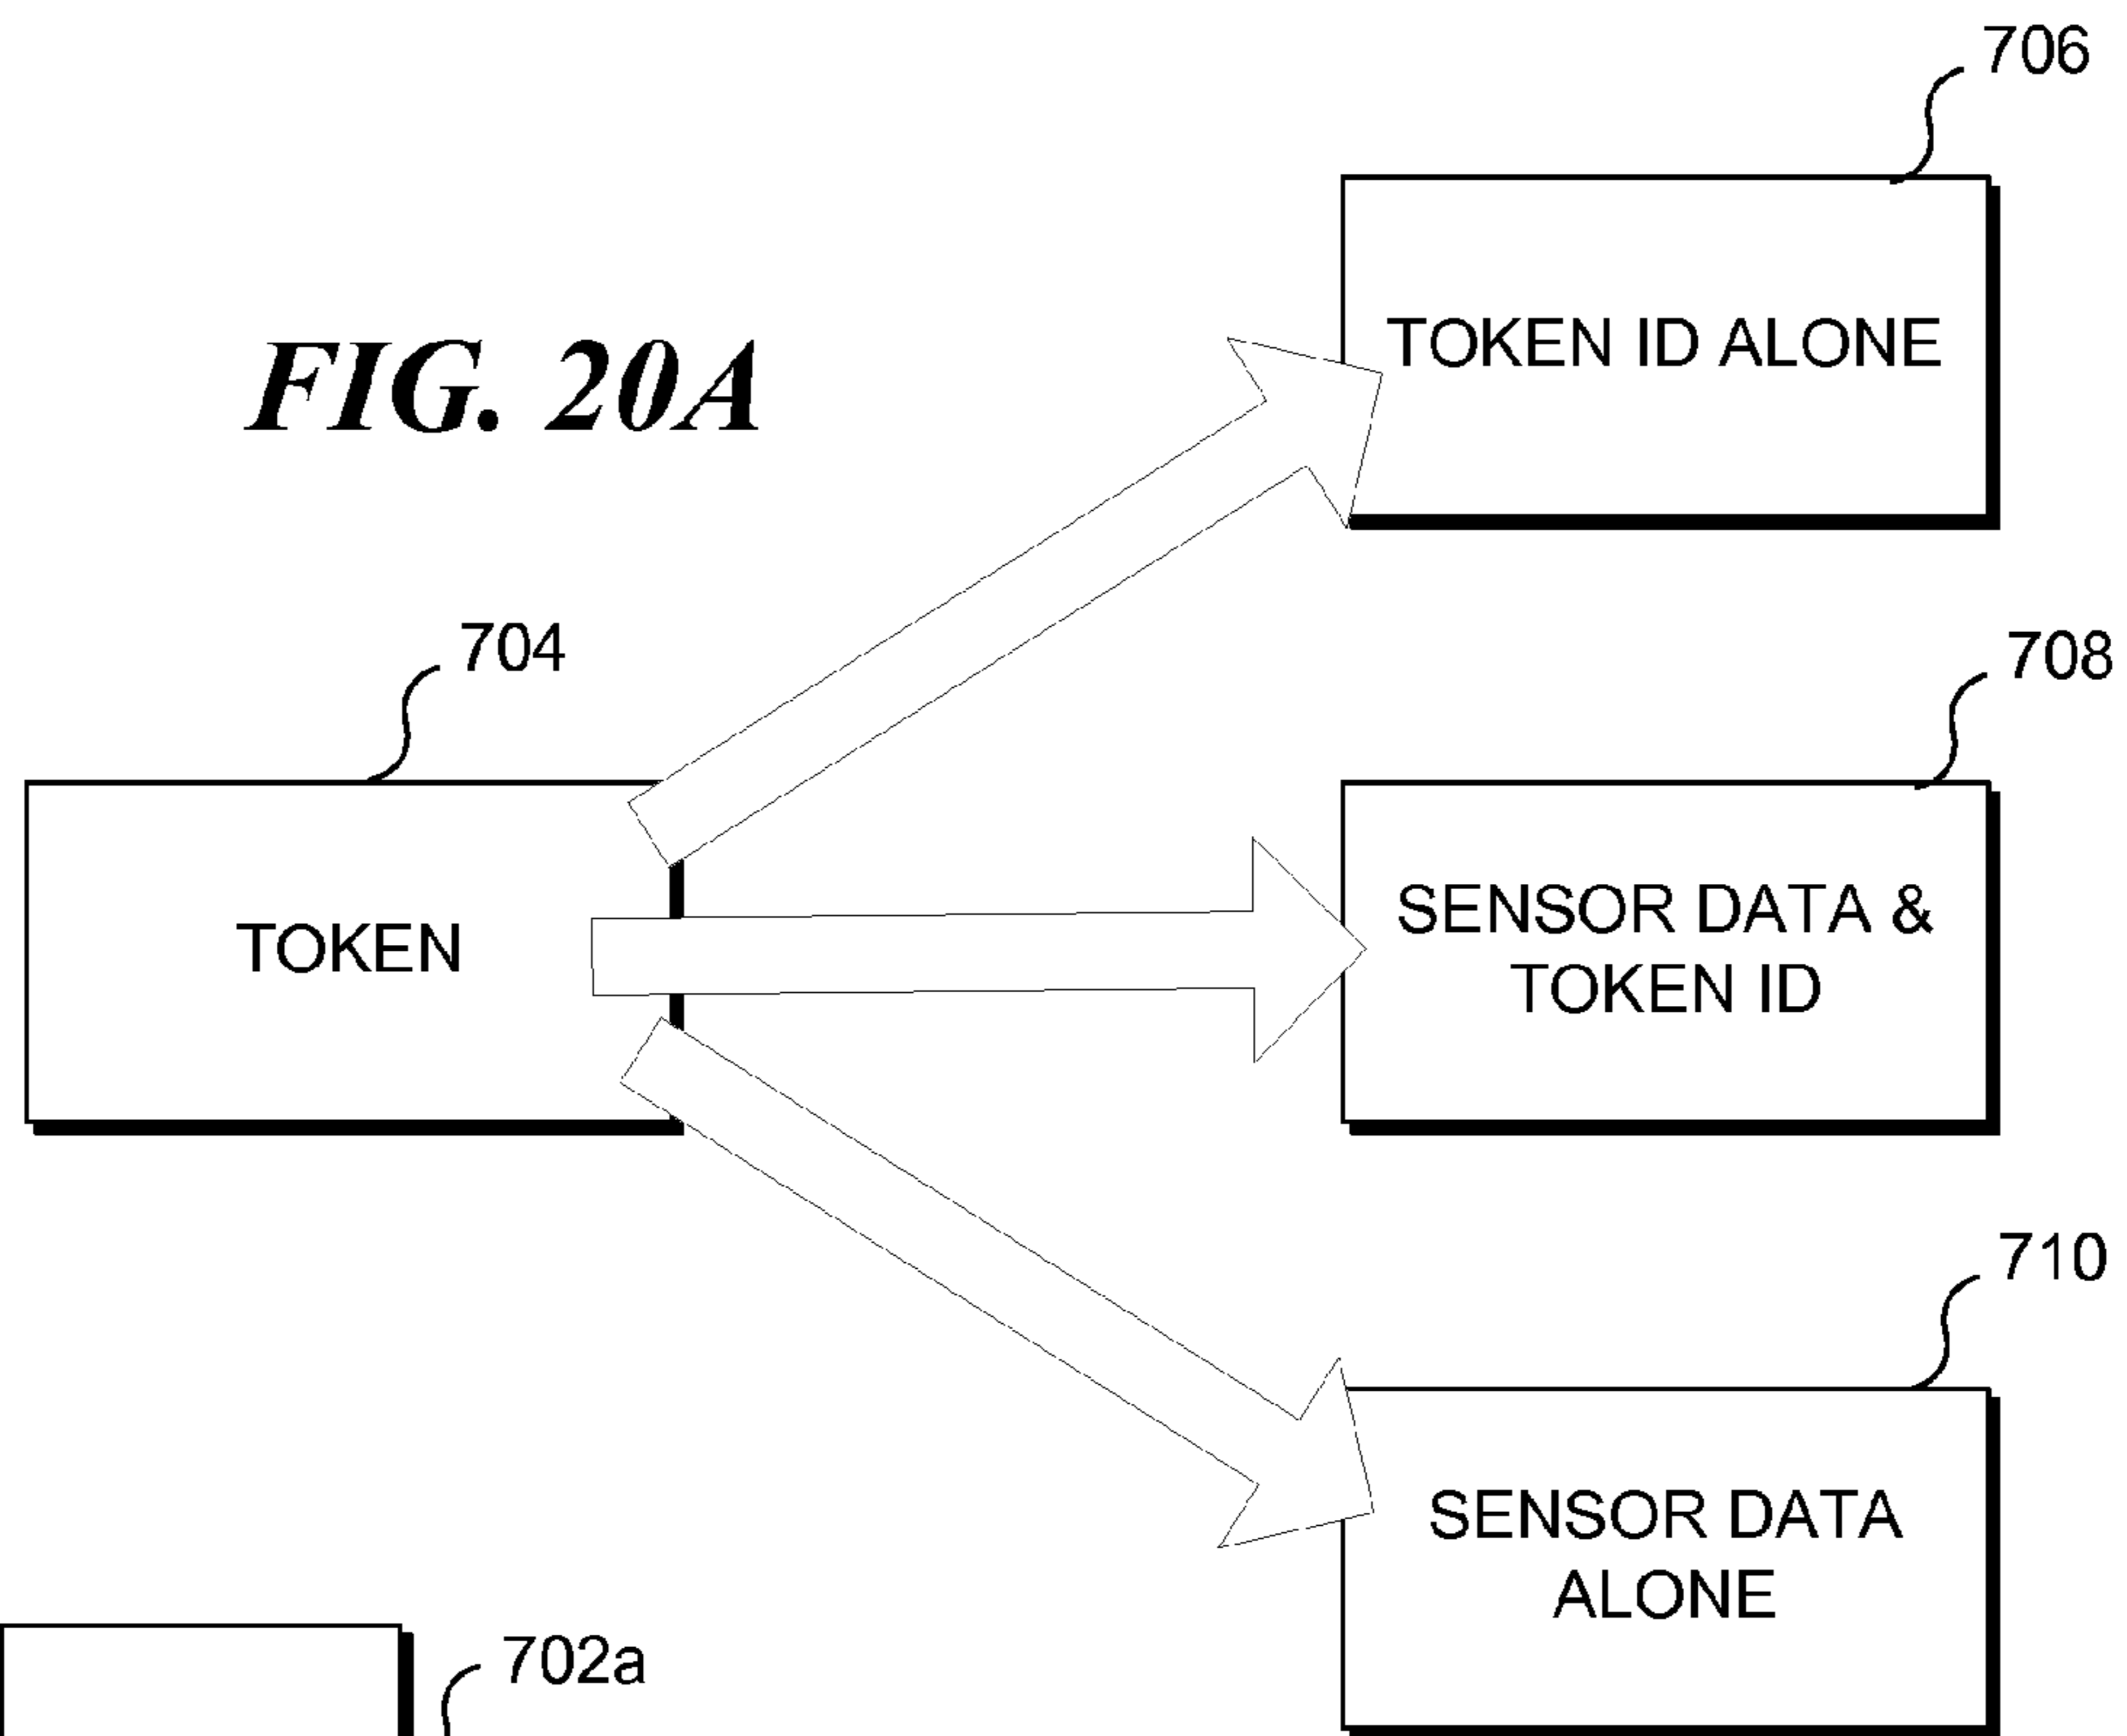 706
TOKEN ID ALONE
FIG. 20A
704
TOKEN
708
SENSOR DATA &
TOKEN ID
710
SENSOR DATA
ALONE
702a